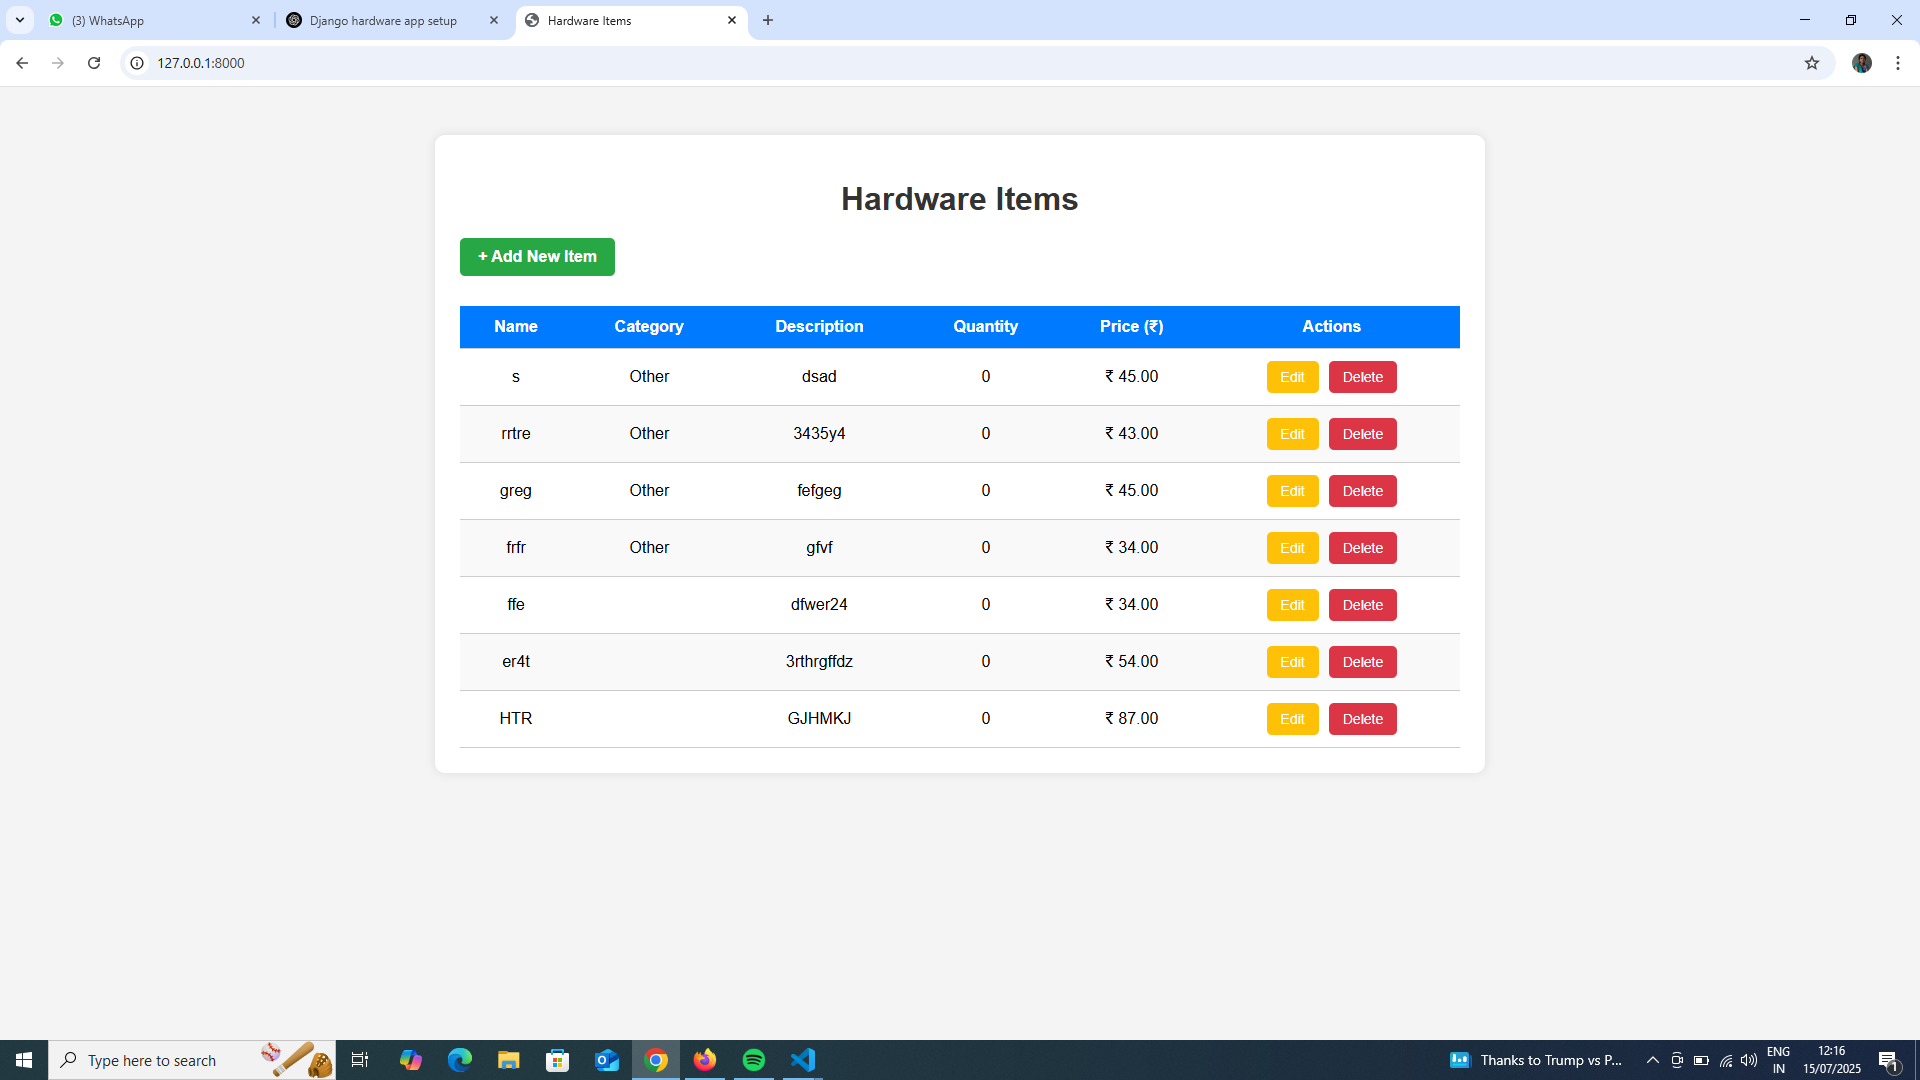 (3) WhatsApp
Django hardware app setup
Hardware Items
127.0.0.1:8000
Hardware Items
+ Add New Item
Name Category Description Quantity Price (₹) Actions
s Other dsad 0 ₹ 45.00 Edit Delete
rrtre Other 3435y4 0 ₹ 43.00 Edit Delete
greg Other fefgeg 0 ₹ 45.00 Edit Delete
frfr Other gfvf 0 ₹ 34.00 Edit Delete
ffe dfwer24 0 ₹ 34.00 Edit Delete
er4t 3rthrgffdz 0 ₹ 54.00 Edit Delete
HTR GJHMKJ 0 ₹ 87.00 Edit Delete
Type here to search
Thanks to Trump vs P...
ENG
IN
12:16
15/07/2025
1